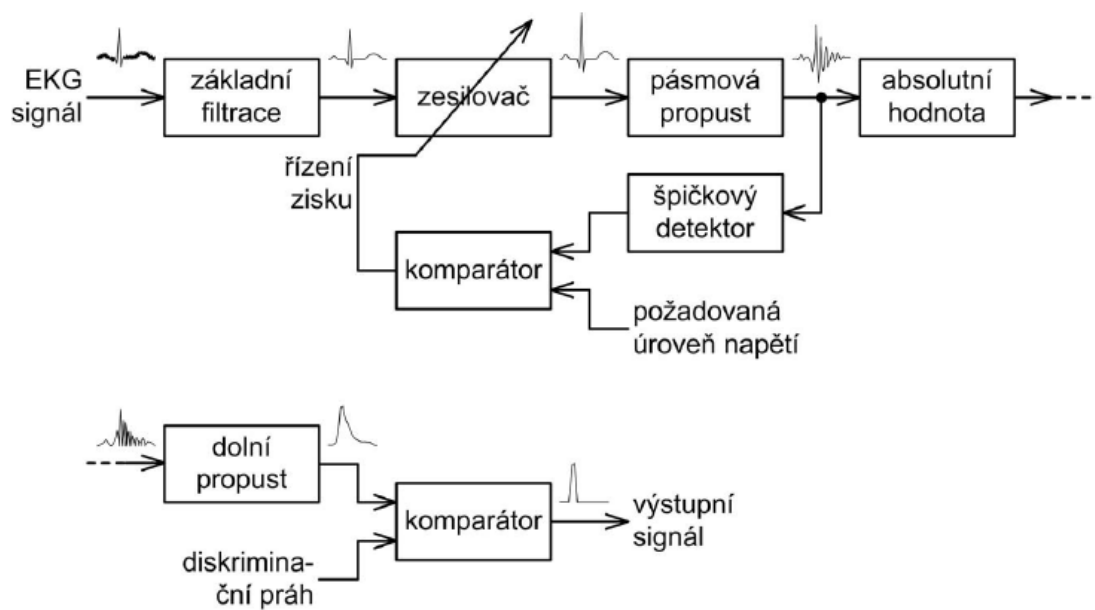 EKG
signál
základní
filtrace
zesilovač
pásmová
propust
absolutní
hodnota
řízení
zisku
špičkový
detektor
komparátor
požadovaná
úroveň napětí
dolní
propust
komparátor
výstupní
signál
diskrimina-
ční práh